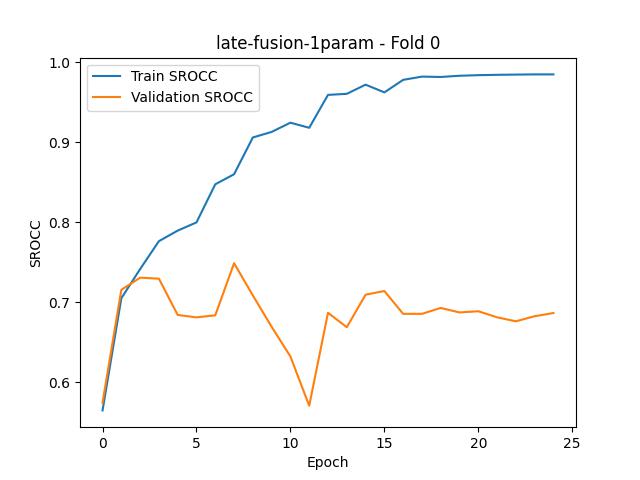 late-fusion-1param - Fold 0
Train SROCC
Validation SROCC
1.0
0.9
0.8
0.7
0.6
SROCC
0 5 10 15 20 25
Epoch